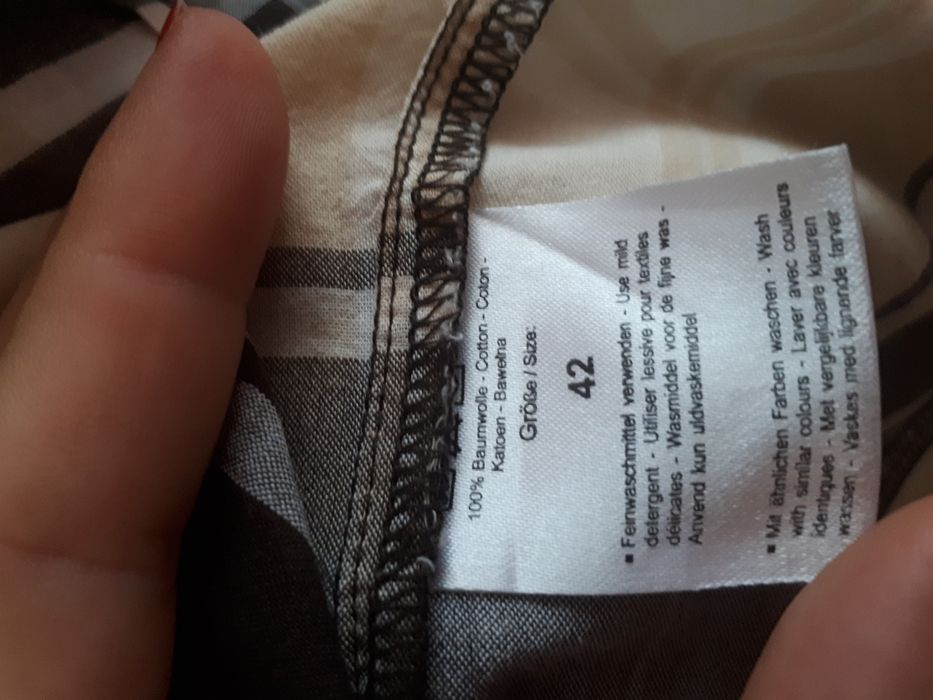 100% Baumwolle - Cotton - Coton -
Katoen - Bawełna
Größe / Size:
42
▪ Feinwaschmittel verwenden - Use mild
detergent - Utiliser lessive pour textiles
délicates - Wasmiddel voor de fijne was -
Anvend kun uldvaskemiddel
▪ Mit ähnlichen Farben waschen - Wash
with similar colours - Laver avec couleurs
identiques - Met vergelijkbare kleuren
wassen - Vaskes med lignende farver